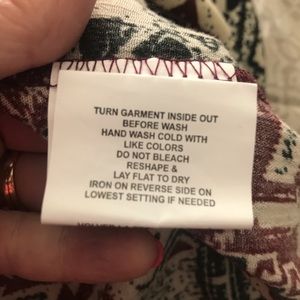 TURN GARMENT INSIDE OUT
BEFORE WASH
HAND WASH COLD WITH
LIKE COLORS
DO NOT BLEACH
RESHAPE &
LAY FLAT TO DRY
IRON ON REVERSE SIDE ON
LOWEST SETTING IF NEEDED